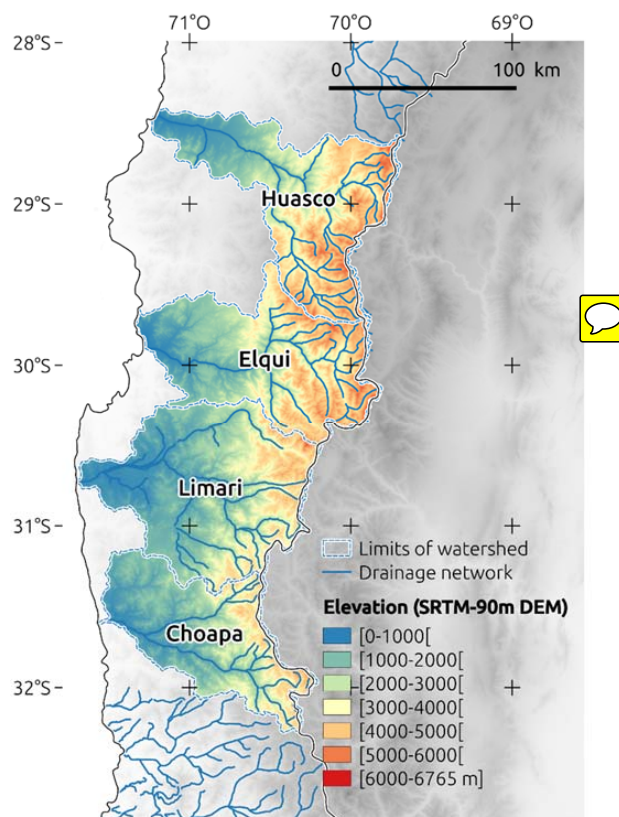 71°O 70°O 69°O
28°S
0 100 km
29°S
Huasco
30°S
Elqui
Limari
31°S
Limits of watershed
Drainage network
Elevation (SRTM-90m DEM)
Choapa
[0-1000[
[1000-2000[
[2000-3000[
32°S
[3000-4000[
[4000-5000[
[5000-6000[
[6000-6765 m]